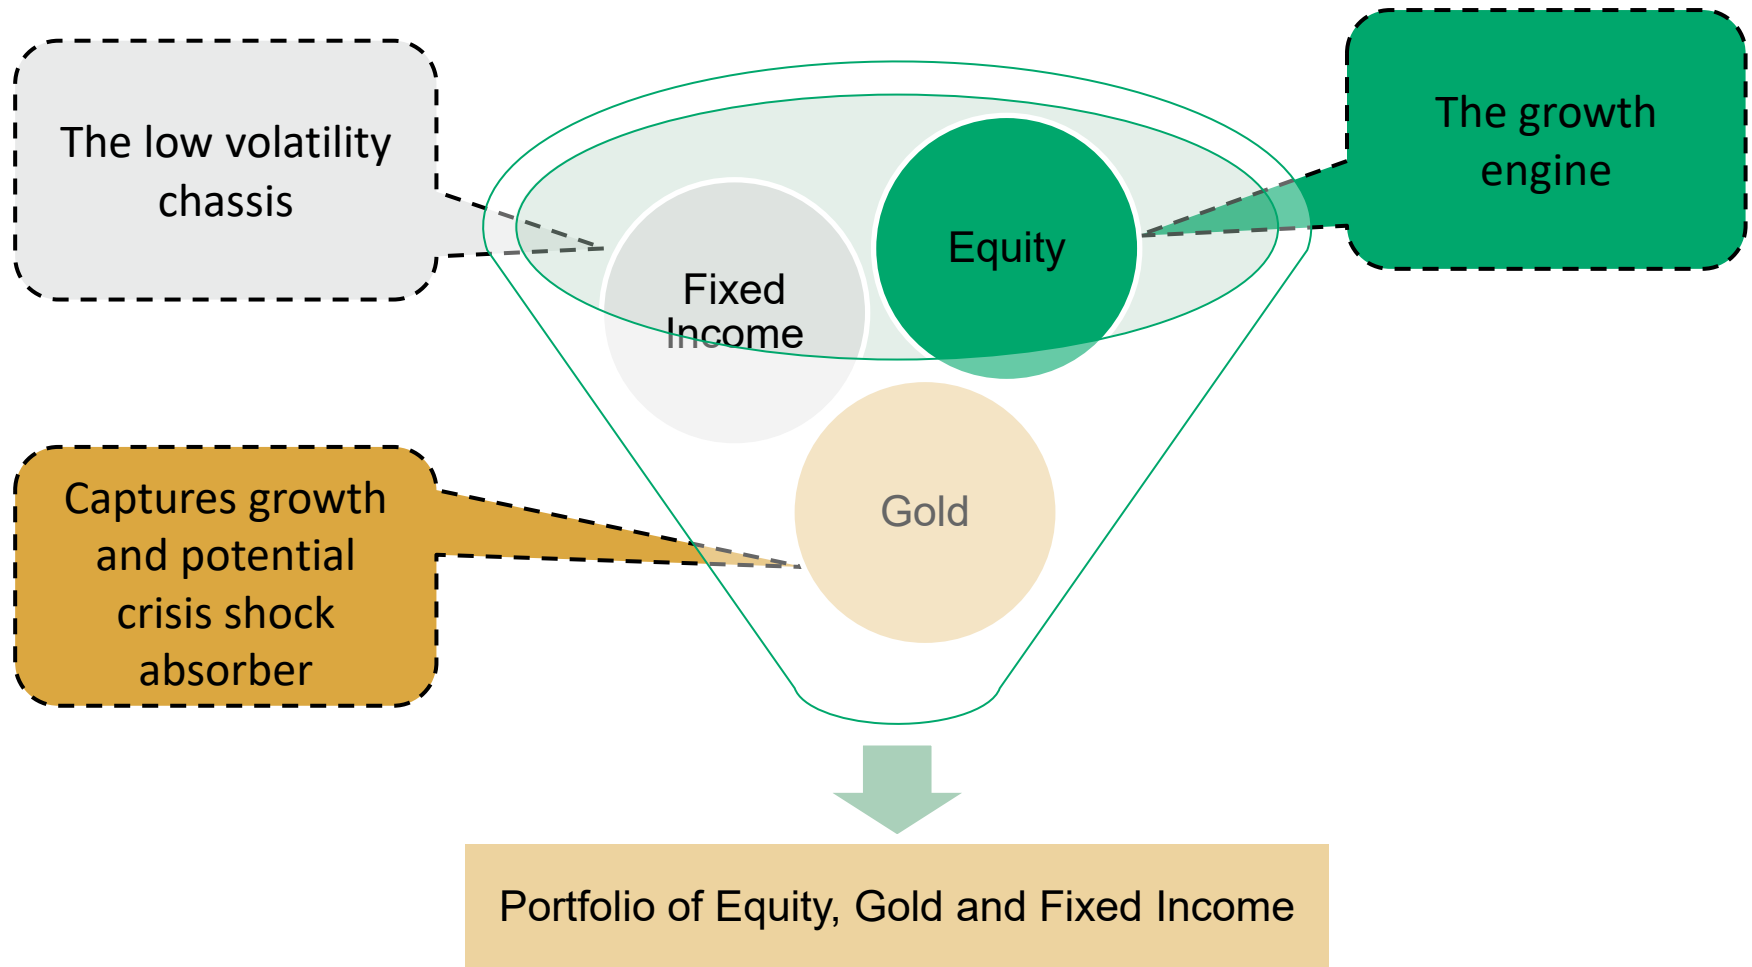 The low volatility
chassis
The growth
engine
Equity
Fixed
Income
Captures growth
and potential
crisis shock
absorber
Gold
Portfolio of Equity, Gold and Fixed Income